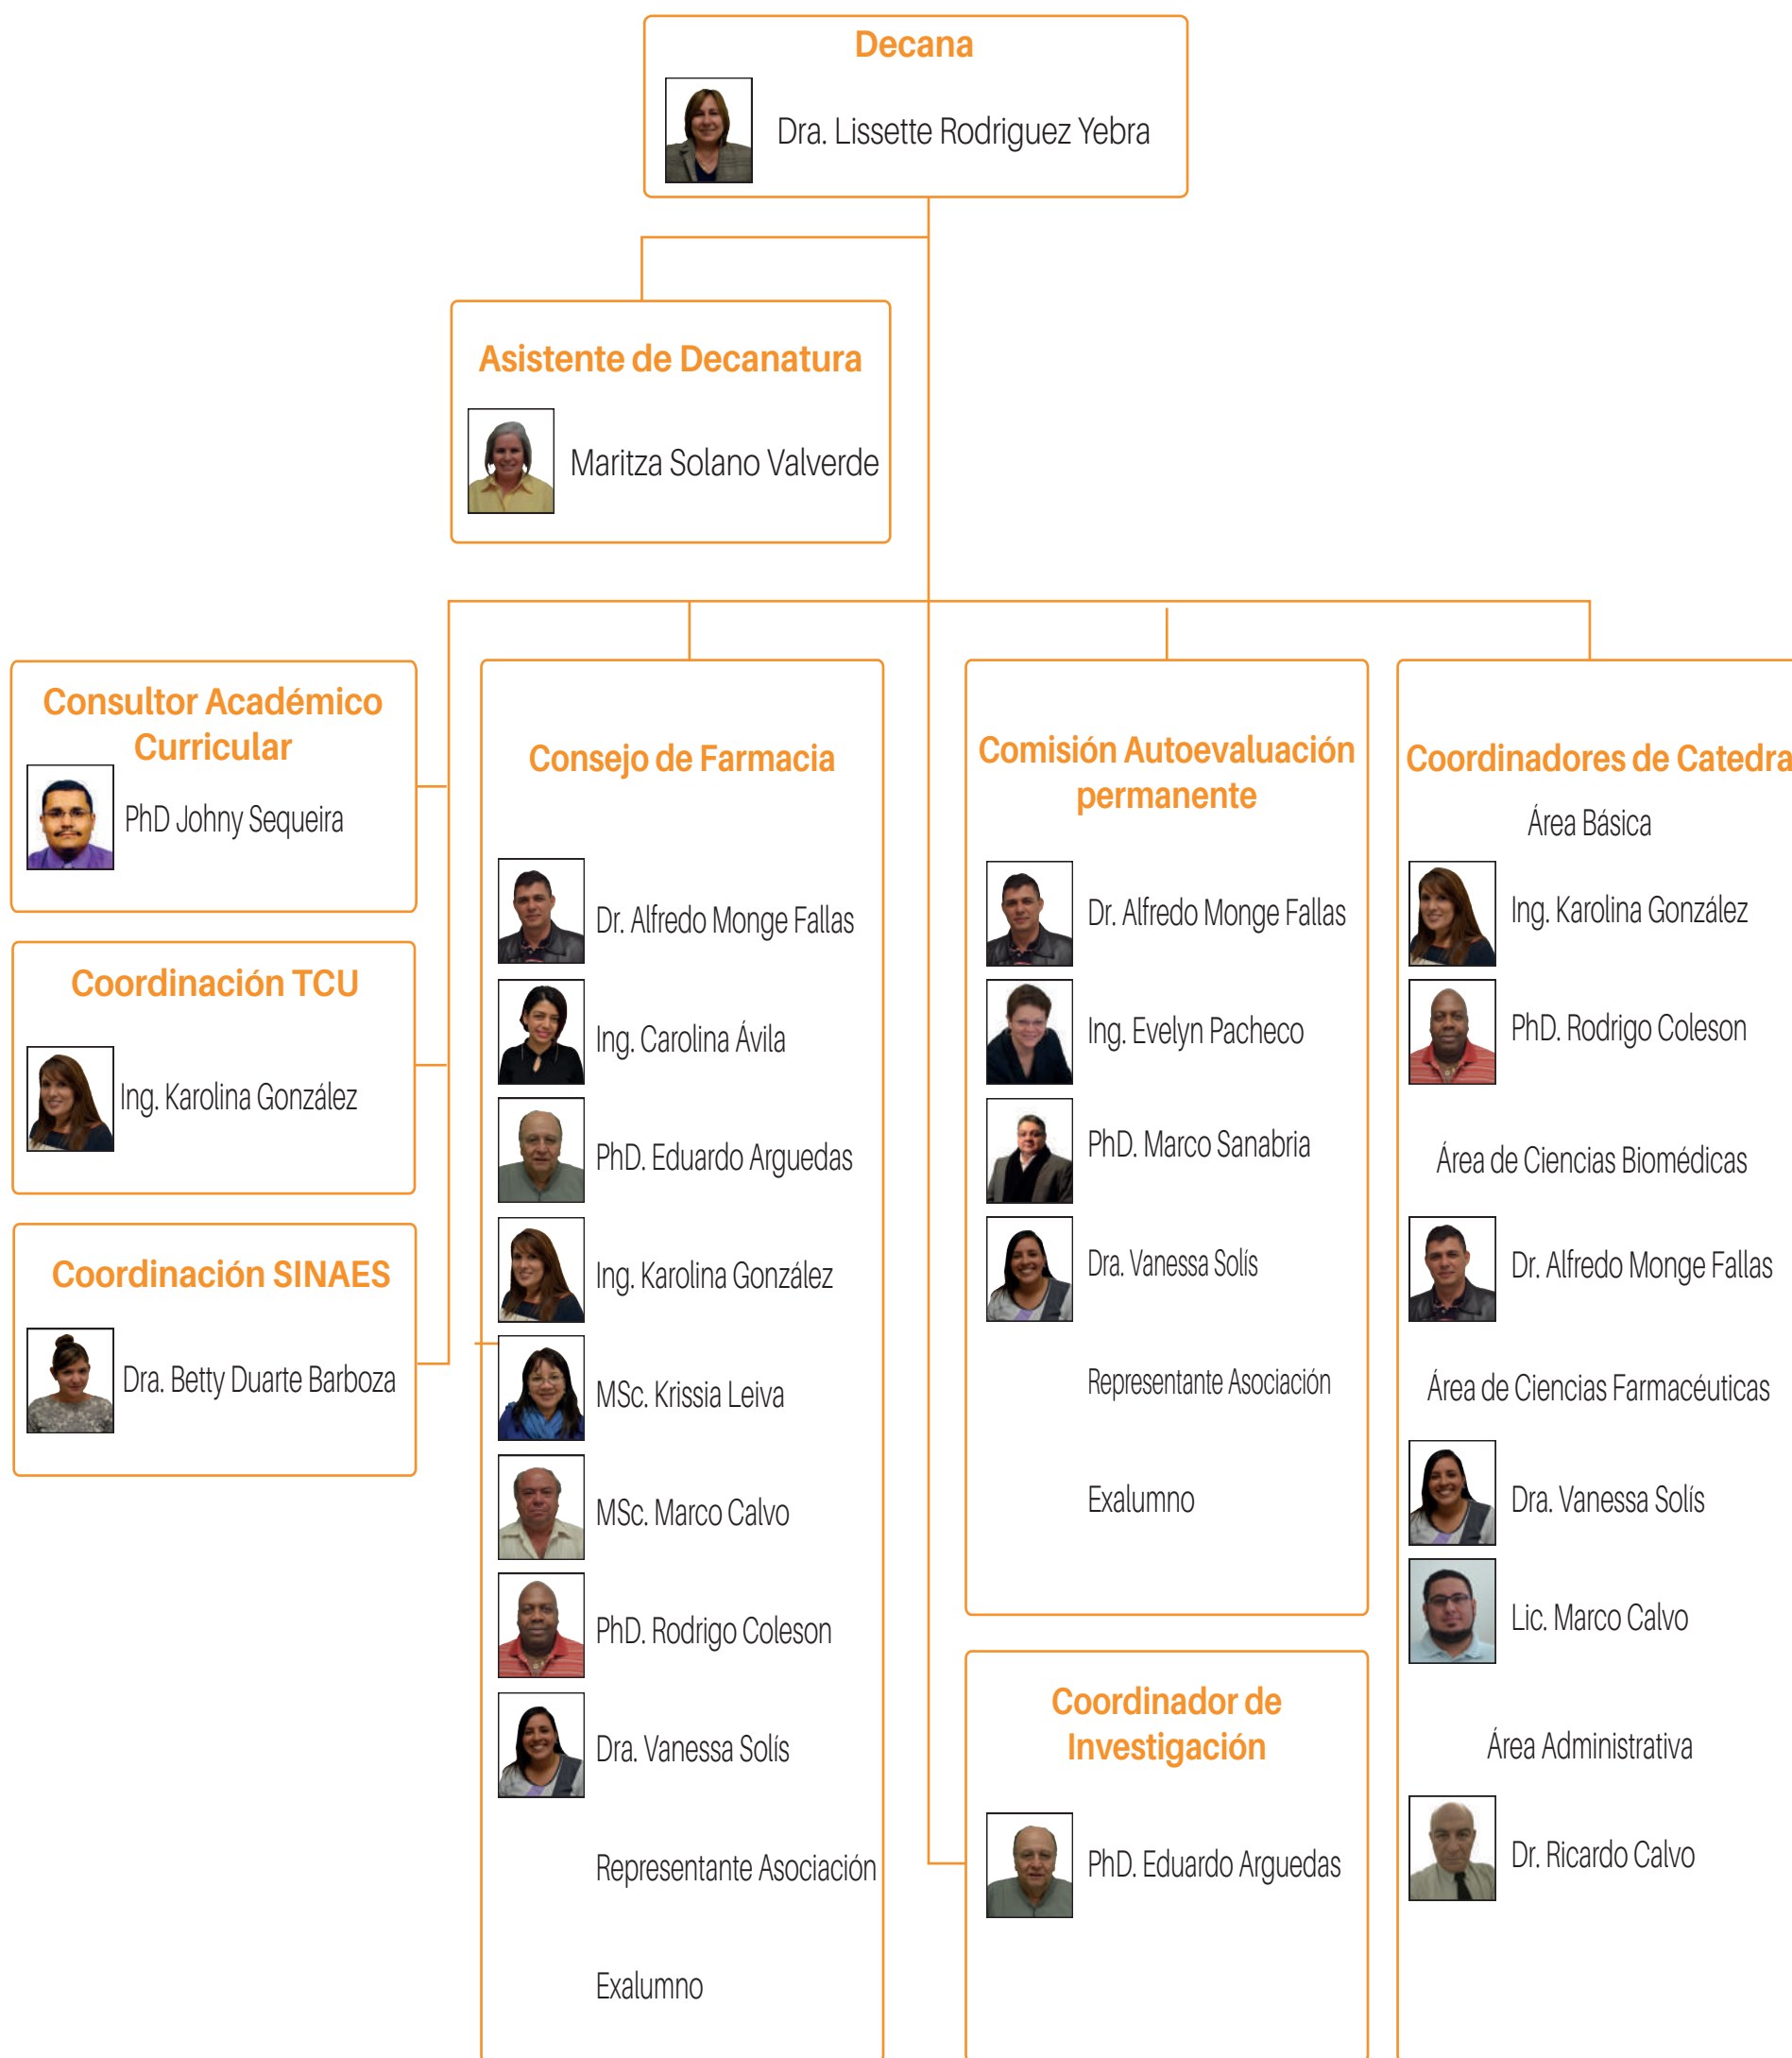 Decana
Dra. Lissette Rodriguez Yebra
Asistente de Decanatura
Maritza Solano Valverde
Consultor Académico
Curricular
PhD Johny Sequeira
Coordinación TCU
Ing. Karolina González
Coordinación SINAES
Dra. Betty Duarte Barboza
Consejo de Farmacia
Dr. Alfredo Monge Fallas
Ing. Carolina Ávila
PhD. Eduardo Arguedas
Ing. Karolina González
MSc. Krissia Leiva
MSc. Marco Calvo
PhD. Rodrigo Coleson
Dra. Vanessa Solís
Representante Asociación
Exalumno
Comisión Autoevaluación
permanente
Dr. Alfredo Monge Fallas
Ing. Evelyn Pacheco
PhD. Marco Sanabria
Dra. Vanessa Solís
Representante Asociación
Exalumno
Coordinador de
Investigación
PhD. Eduardo Arguedas
Coordinadores de Catedra
Área Básica
Ing. Karolina González
PhD. Rodrigo Coleson
Área de Ciencias Biomédicas
Dr. Alfredo Monge Fallas
Área de Ciencias Farmacéuticas
Dra. Vanessa Solís
Lic. Marco Calvo
Área Administrativa
Dr. Ricardo Calvo